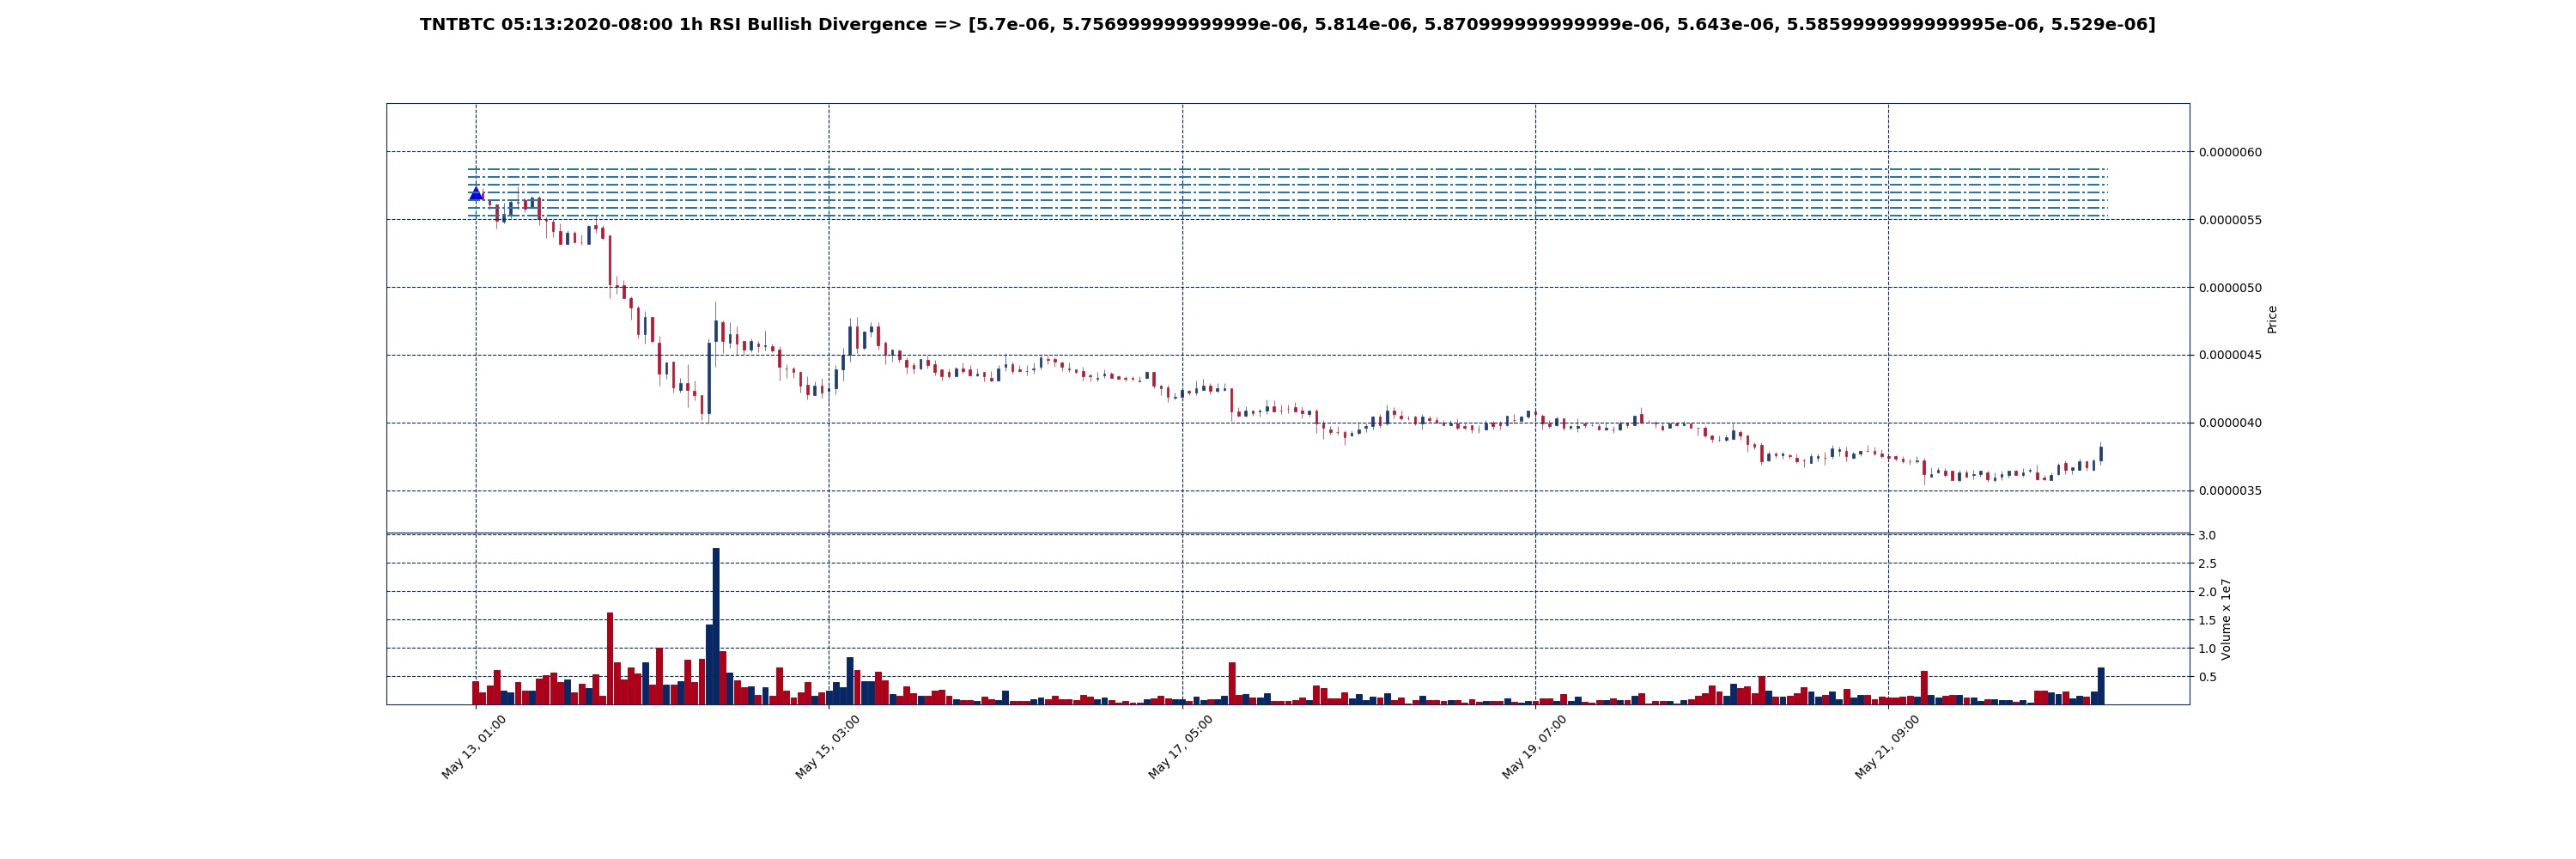 TNTBTC 05:13:2020-08:00 1h RSI Bullish Divergence => [5.7e-06, 5.756999999999999e-06, 5.814e-06, 5.870999999999999e-06, 5.643e-06, 5.5859999999999995e-06, 5.529e-06]
0.0000060
0.0000055
0.0000050
0.0000045
0.0000040
0.0000035
Price
3.0
2.5
2.0
1.5
1.0
0.5
Volume x 1e7
May 13, 01:00
May 15, 03:00
May 17, 05:00
May 19, 07:00
May 21, 09:00